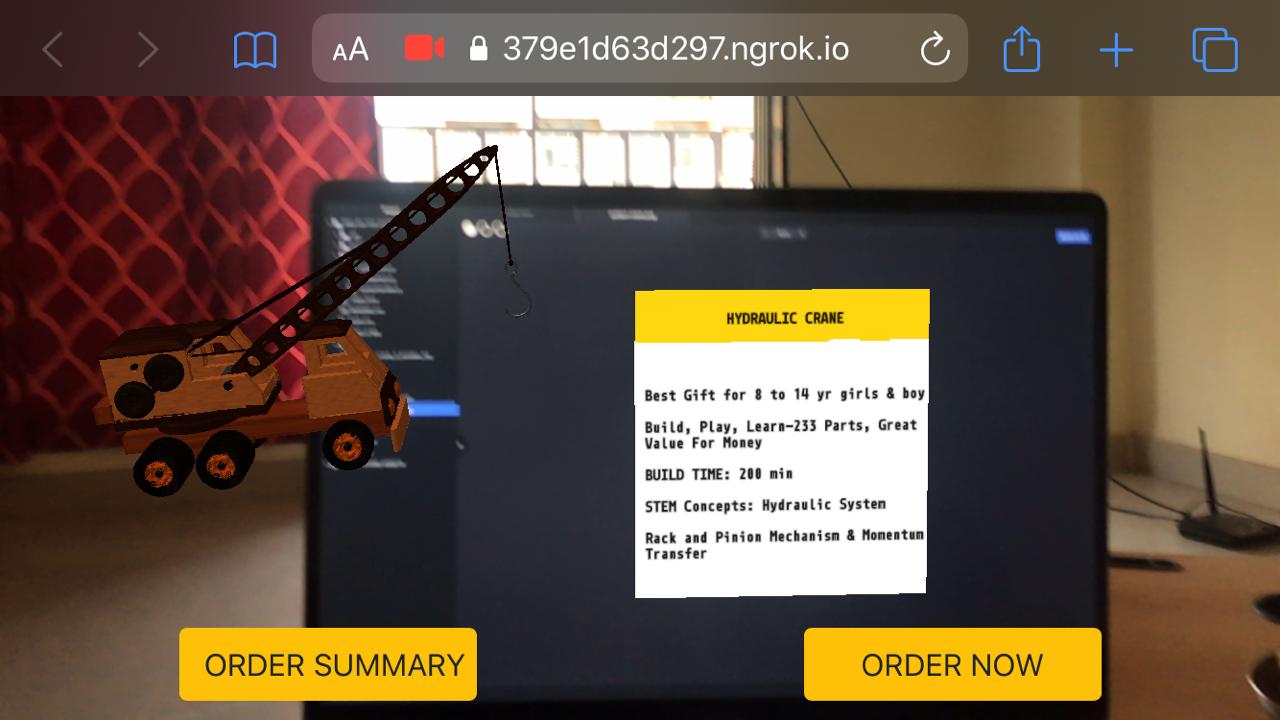 AA 379e1d63d297.ngrok.io
HYDRAULIC CRANE
Best Gift for 8 to 14 yr girls & boy
Build, Play, Learn-233 Parts, Great
Value For Money
BUILD TIME: 200 min
STEM Concepts: Hydraulic System
Rack and Pinion Mechanism & Momentum
Transfer
ORDER SUMMARY
ORDER NOW